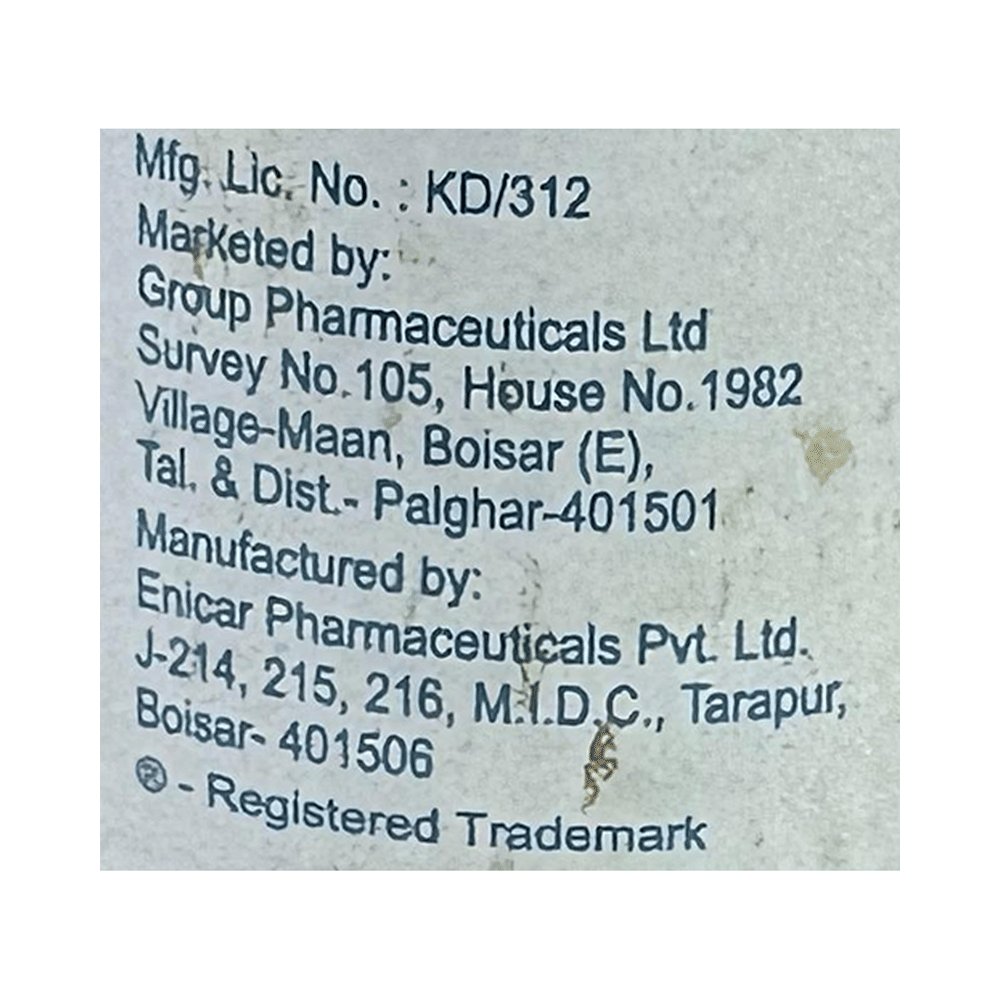 Mfg. Lic. No. : KD/312
Marketed by:
Group Pharmaceuticals Ltd
Survey No.105, House No.1982
Village-Maan, Boisar (E),
Tal. & Dist.- Palghar-401501
Manufactured by:
Enicar Pharmaceuticals Pvt. Ltd.
J-214, 215, 216, M.I.D.C., Tarapur,
Boisar- 401506
® - Registered Trademark